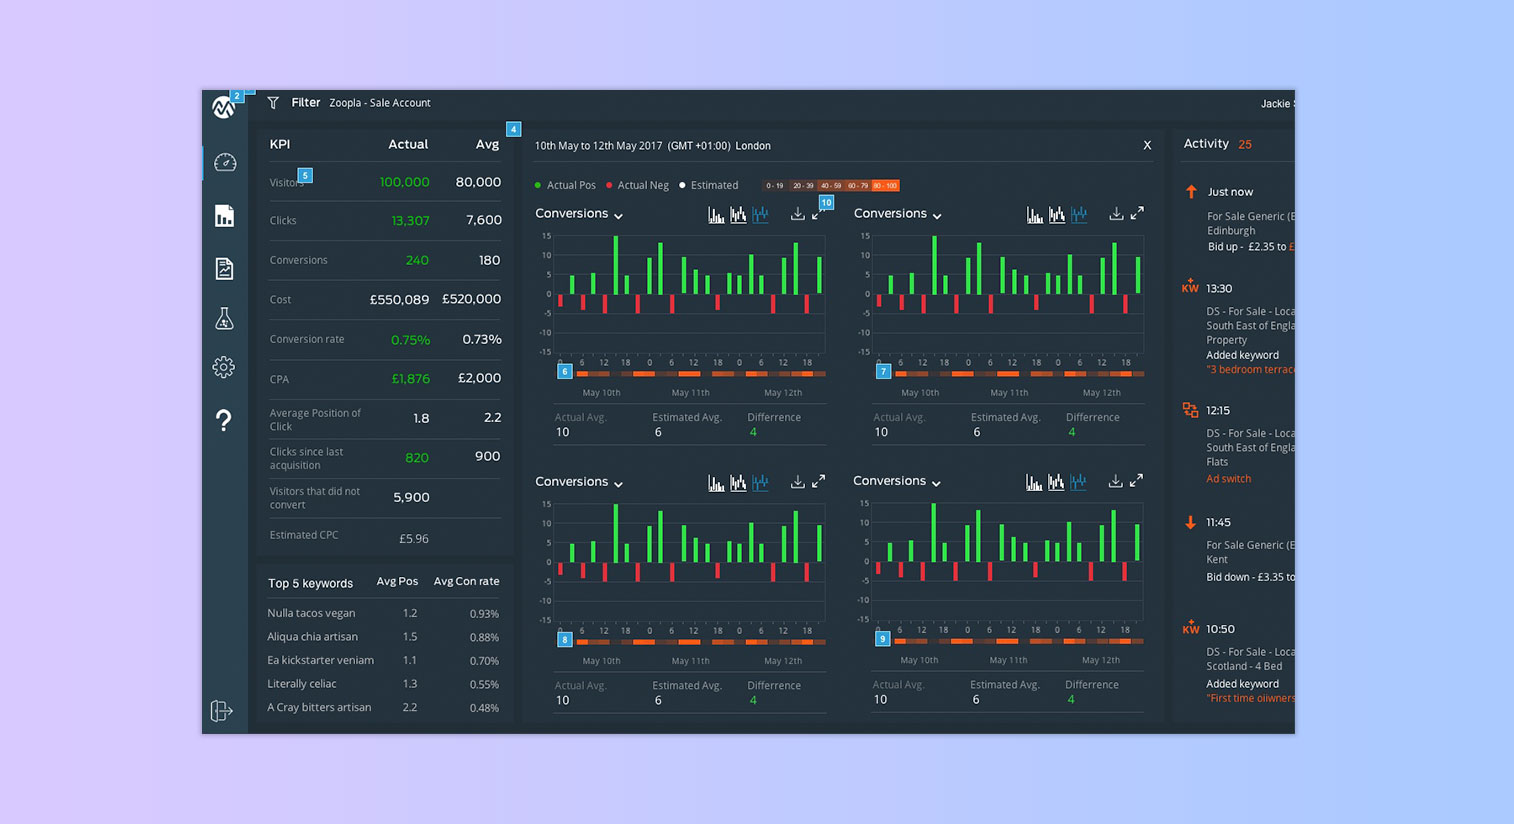 2
Filter Zoopla - Sale Account
Jackie
4
KPI Actual Avg
5
Visitors 100,000 80,000
Clicks 13,307 7,600
Conversions 240 180
Cost £550,089 £520,000
Conversion rate 0.75% 0.73%
CPA £1,876 £2,000
Average Position of
Click 1.8 2.2
Clicks since last
acquisition 820 900
Visitors that did not
convert 5,900
Estimated CPC £5.96
Top 5 keywords Avg Pos Avg Con rate
Nulla tacos vegan 1.2 0.93%
Aliqua chia artisan 1.5 0.88%
Ea kickstarter veniam 1.1 0.70%
Literally celiac 1.3 0.55%
A Cray bitters artisan 2.2 0.48%
10th May to 12th May 2017 (GMT +01:00) London X
Actual Pos Actual Neg Estimated 0 - 19 20 - 39 40 - 59 60 - 79 80 - 100
10
Conversions
15
10
5
0
-5
-10
-15
0 6 12 18 0 6 12 18 0 6 12 18
6
May 10th May 11th May 12th
Actual Avg. Estimated Avg. Differrence
10 6 4
Conversions
15
10
5
0
-5
-10
-15
0 6 12 18 0 6 12 18 0 6 12 18
7
May 10th May 11th May 12th
Actual Avg. Estimated Avg. Differrence
10 6 4
Conversions
15
10
5
0
-5
-10
-15
0 6 12 18 0 6 12 18 0 6 12 18
8
May 10th May 11th May 12th
Actual Avg. Estimated Avg. Differrence
10 6 4
Conversions
15
10
5
0
-5
-10
-15
0 6 12 18 0 6 12 18 0 6 12 18
9
May 10th May 11th May 12th
Actual Avg. Estimated Avg. Differrence
10 6 4
Activity 25
Just now
For Sale Generic (E
Edinburgh
Bid up - £2.35 to £
KW 13:30
DS - For Sale - Loca
South East of Engla
Property
Added keyword
"3 bedroom terrac
12:15
DS - For Sale - Loca
South East of Engla
Flats
Ad switch
11:45
For Sale Generic (E
Kent
Bid down - £3.35 to
KW 10:50
DS - For Sale - Loca
Scotland - 4 Bed
Added keyword
"First time oiiwners